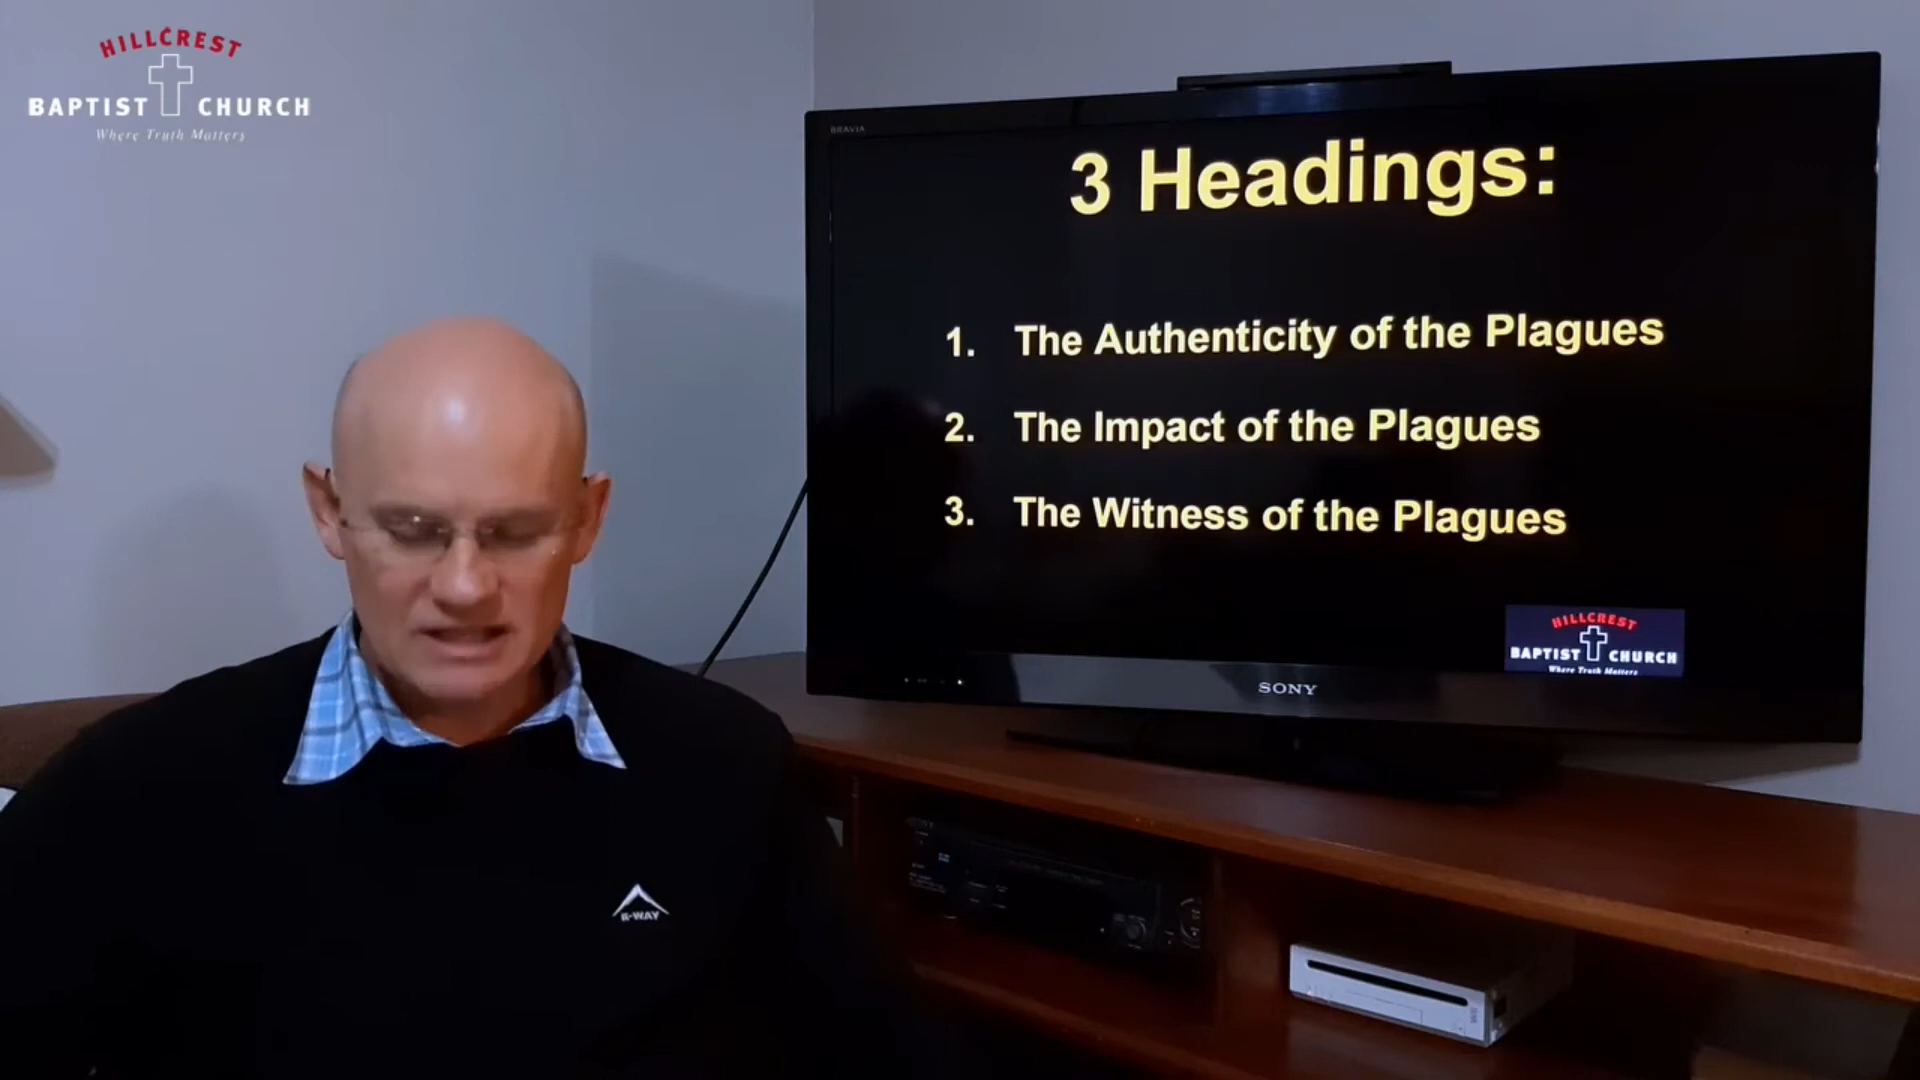 HILLCREST
BAPTIST CHURCH
Where Truth Matters
BRAVIA
3 Headings:
1. The Authenticity of the Plagues
2. The Impact of the Plagues
3. The Witness of the Plagues
HILLCREST
BAPTIST CHURCH
Where Truth Matters
SONY
K-WAY